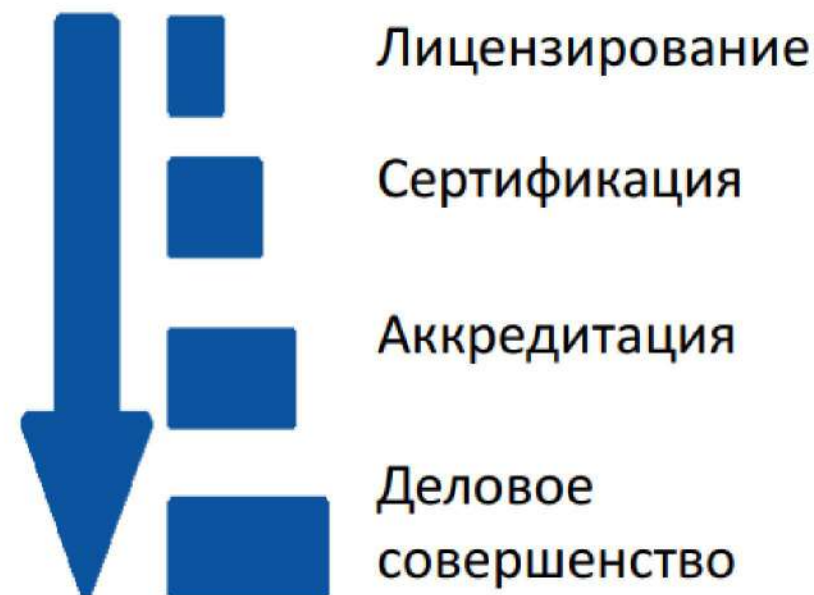 Лицензирование
Сертификация
Аккредитация
Деловое
совершенство